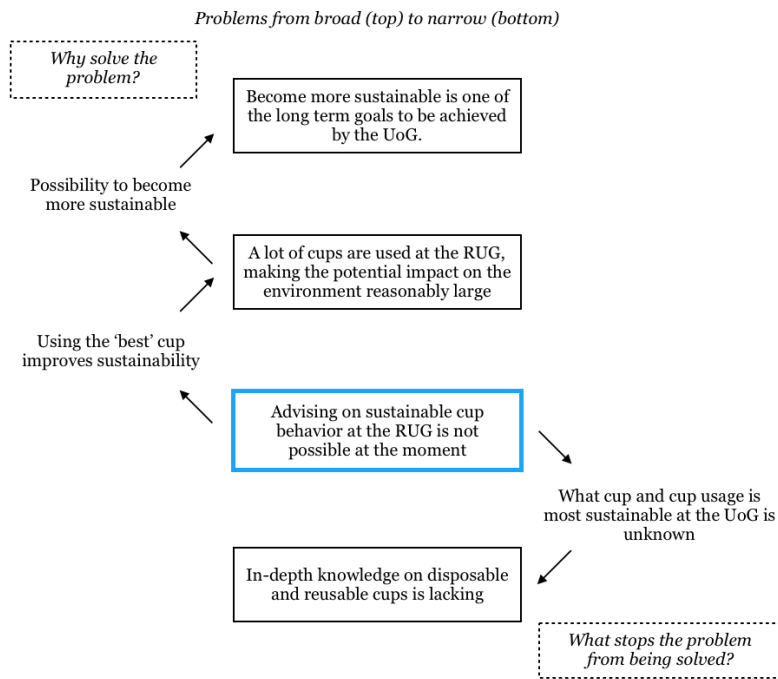 Problems from broad (top) to narrow (bottom)
Why solve the
problem?
Become more sustainable is one of
the long term goals to be achieved
by the UoG.
Possibility to become
more sustainable
A lot of cups are used at the RUG,
making the potential impact on the
environment reasonably large
Using the ‘best’ cup
improves sustainability
Advising on sustainable cup
behavior at the RUG is not
possible at the moment
What cup and cup usage is
most sustainable at the UoG is
unknown
In-depth knowledge on disposable
and reusable cups is lacking
What stops the problem
from being solved?